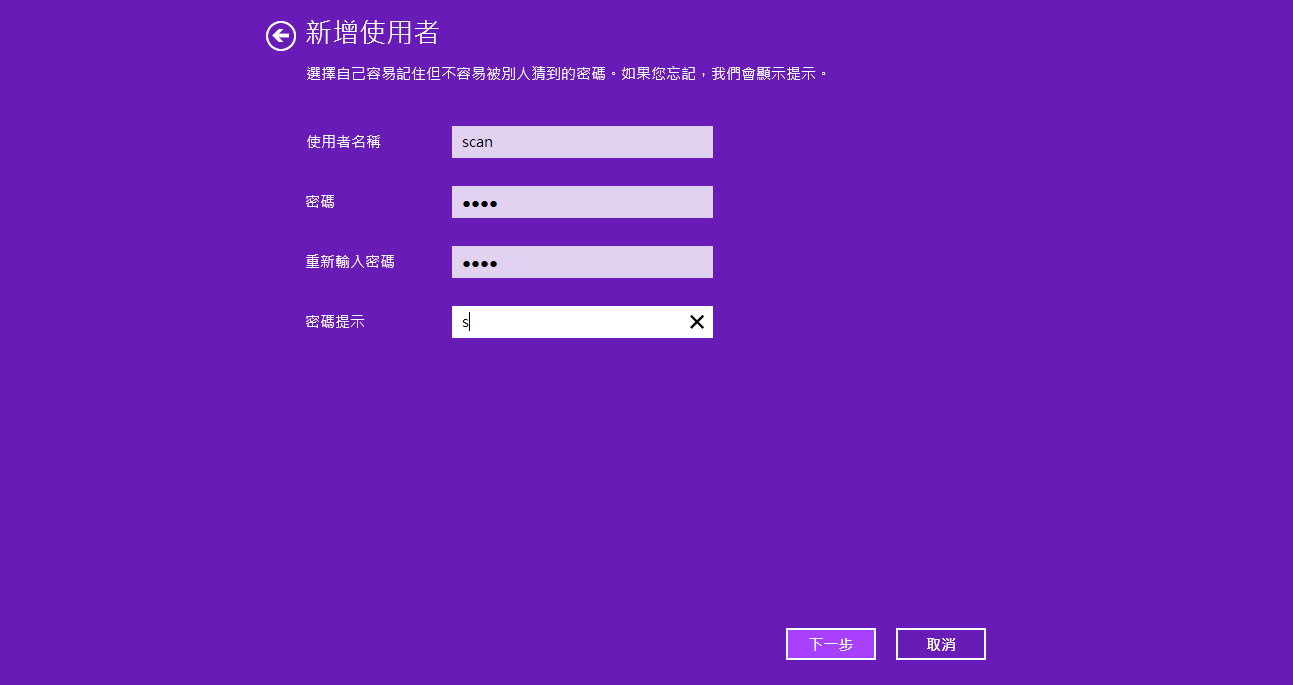 新增使用者
選擇自己容易記住但不容易被別人猜到的密碼。如果您忘記，我們會顯示提示。
使用者名稱 scan
密碼 ●●●●
重新輸入密碼 ●●●●
密碼提示 s
下一步 取消